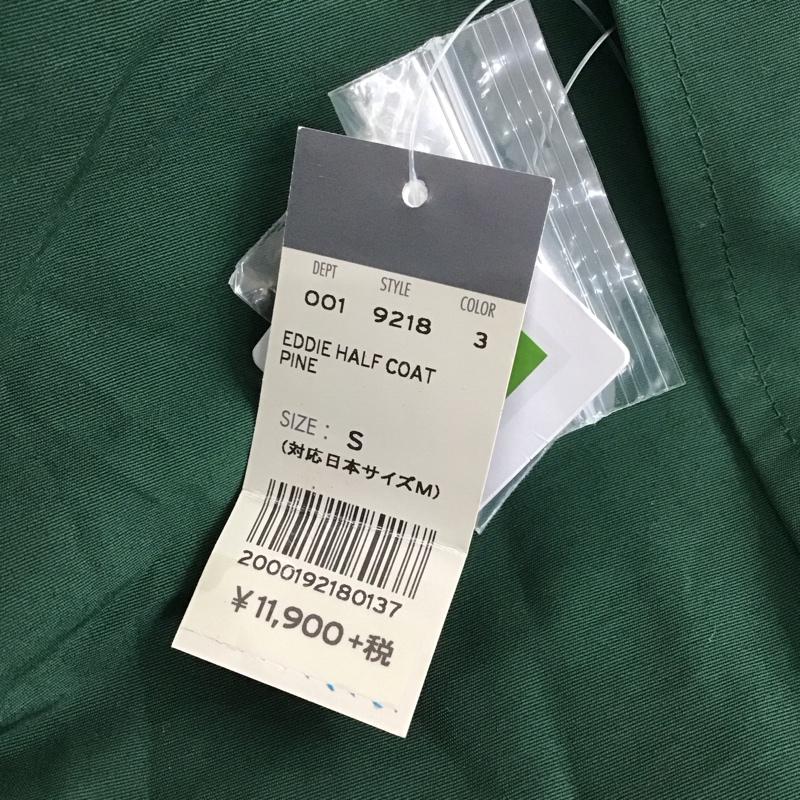 DEPT STYLE COLOR
001 9218 3
EDDIE HALF COAT
PINE
SIZE : S
(対応日本サイズM)
2000192180137
¥11,900+税